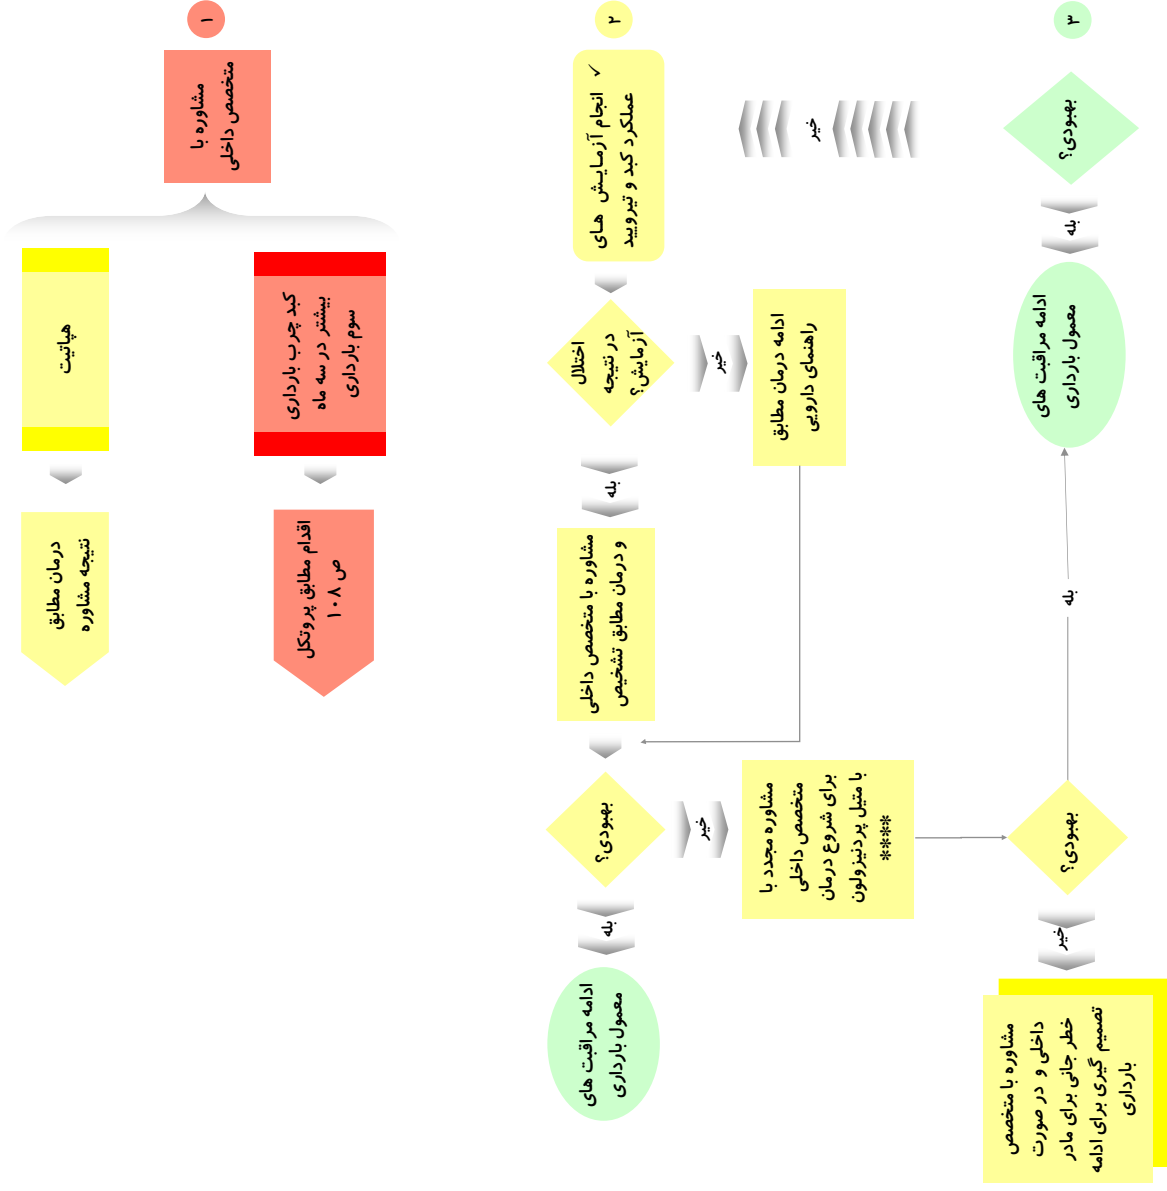 ۱
مشاوره با
متخصص داخلی
هپاتیت
درمان مطابق
نتیجه مشاوره
کبد چرب بارداری
بیشتر در سه ماه
سوم بارداری
اقدام مطابق پروتکل
ص ۱۰۸
۲
✓ انجام آزمایش های
عملکرد کبد و تیرویید
اختلال
در نتیجه
آزمایش؟
خیر
ادامه درمان مطابق
راهنمای دارویی
بله
مشاوره با متخصص داخلی
و درمان مطابق تشخیص
بهبودی؟
خیر
مشاوره مجدد با
متخصص داخلی
برای شروع درمان
با متیل پردنیزولون
****
بله
ادامه مراقبت های
معمول بارداری
۳
بهبودی؟
خیر
بله
ادامه مراقبت های
معمول بارداری
بله
بهبودی؟
خیر
مشاوره با متخصص
داخلی و در صورت
خطر جانی برای مادر
تصمیم گیری برای ادامه
بارداری